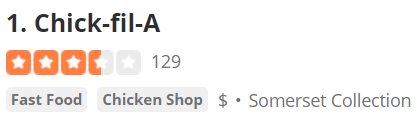 1. Chick-fil-A
129
Fast Food Chicken Shop $ • Somerset Collection